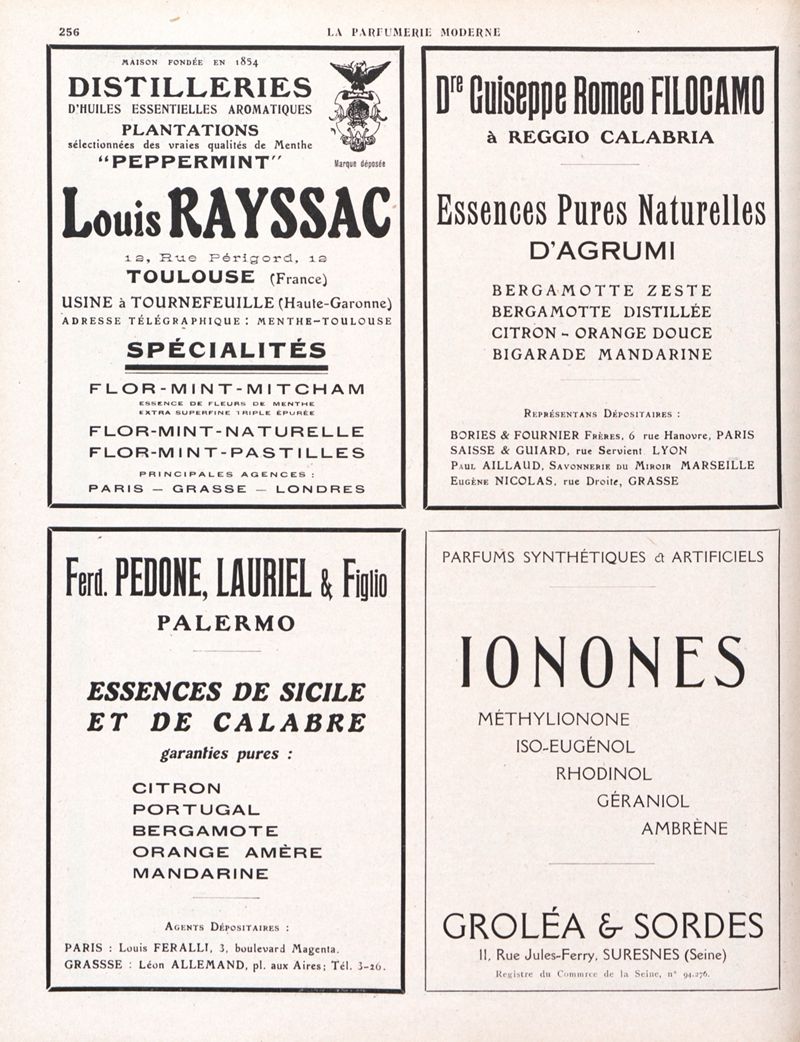 256
LA PARFUMERIE MODERNE
MAISON FONDÉE EN 1854
DISTILLERIES
D'HUILES ESSENTIELLES AROMATIQUES
PLANTATIONS
sélectionnées des vraies qualités de Menthe
"PEPPERMINT"
Marque déposée
Louis RAYSSAC
12, Rue Périgord, 12
TOULOUSE (France)
USINE à TOURNEFEUILLE (Haute-Garonne)
ADRESSE TÉLÉGRAPHIQUE : MENTHE-TOULOUSE
SPÉCIALITÉS
FLOR-MINT-MITCHAM
ESSENCE DE FLEURS DE MENTHE
EXTRA SUPERFINE TRIPLE ÉPURÉE
FLOR-MINT-NATURELLE
FLOR-MINT-PASTILLES
PRINCIPALES AGENCES :
PARIS — GRASSE — LONDRES
Dre Guiseppe Romeo FILOCAMO
à REGGIO CALABRIA
Essences Pures Naturelles
D'AGRUMI
BERGAMOTTE ZESTE
BERGAMOTTE DISTILLÉE
CITRON - ORANGE DOUCE
BIGARADE MANDARINE
REPRÉSENTANS DÉPOSITAIRES :
BORIES & FOURNIER FRÈRES, 6 rue Hanovre, PARIS
SAISSE & GUIARD, rue Servient LYON
PAUL AILLAUD, SAVONNERIE DU MIROIR MARSEILLE
EUGÈNE NICOLAS, rue Droite, GRASSE
Ferd. PEDONE, LAURIEL & Figlio
PALERMO
ESSENCES DE SICILE
ET DE CALABRE
garanties pures :
CITRON
PORTUGAL
BERGAMOTE
ORANGE AMÈRE
MANDARINE
AGENTS DÉPOSITAIRES :
PARIS : Louis FERALLI, 3, boulevard Magenta.
GRASSSE : Léon ALLEMAND, pl. aux Aires; Tél. 3-26.
PARFUMS SYNTHÉTIQUES & ARTIFICIELS
IONONES
MÉTHYLIONONE
ISO-EUGÉNOL
RHODINOL
GÉRANIOL
AMBRÈNE
GROLÉA & SORDES
11, Rue Jules-Ferry, SURESNES (Seine)
Registre du Commrce de la Seine, n° 94.276.